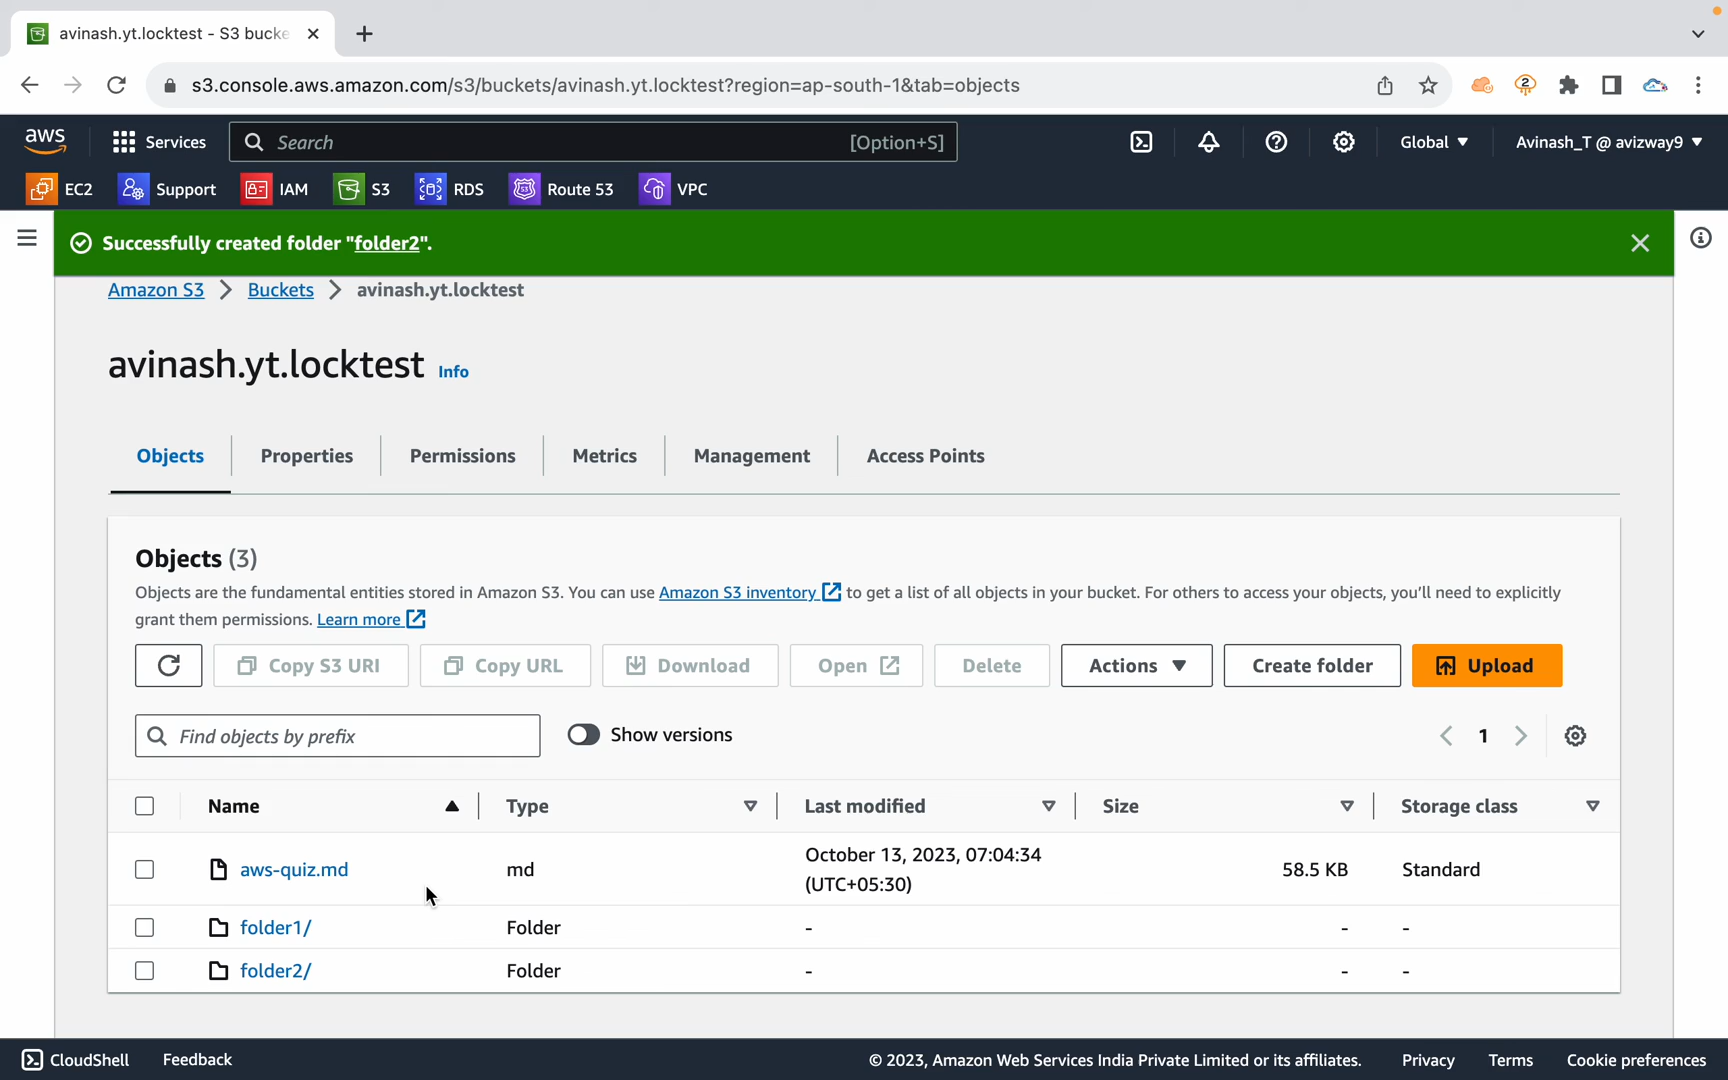 avinash.yt.locktest - S3 bucke
s3.console.aws.amazon.com/s3/buckets/avinash.yt.locktest?region=ap-south-1&tab=objects
2
aws
Services
Search
[Option+S]
Global
Avinash_T @ avizway9
EC2
Support
IAM
S3
RDS
Route 53
VPC
Successfully created folder "folder2".
Amazon S3
Buckets
avinash.yt.locktest
avinash.yt.locktest Info
Objects
Properties
Permissions
Metrics
Management
Access Points
Objects (3)
Objects are the fundamental entities stored in Amazon S3. You can use Amazon S3 inventory to get a list of all objects in your bucket. For others to access your objects, you'll need to explicitly
grant them permissions. Learn more
Copy S3 URI
Copy URL
Download
Open
Delete
Actions
Create folder
Upload
Find objects by prefix
Show versions
1
Name
Type
Last modified
Size
Storage class
aws-quiz.md
md
October 13, 2023, 07:04:34
(UTC+05:30)
58.5 KB
Standard
folder1/
Folder
-
-
-
folder2/
Folder
-
-
-
CloudShell
Feedback
© 2023, Amazon Web Services India Private Limited or its affiliates.
Privacy
Terms
Cookie preferences